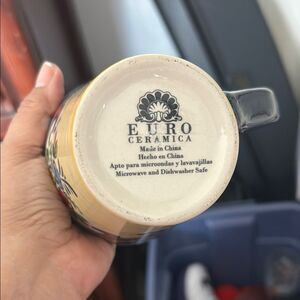 EURO
CERAMICA
Made in China
Hecho en China
Apto para microondas y lavavajillas
Microwave and Dishwasher Safe